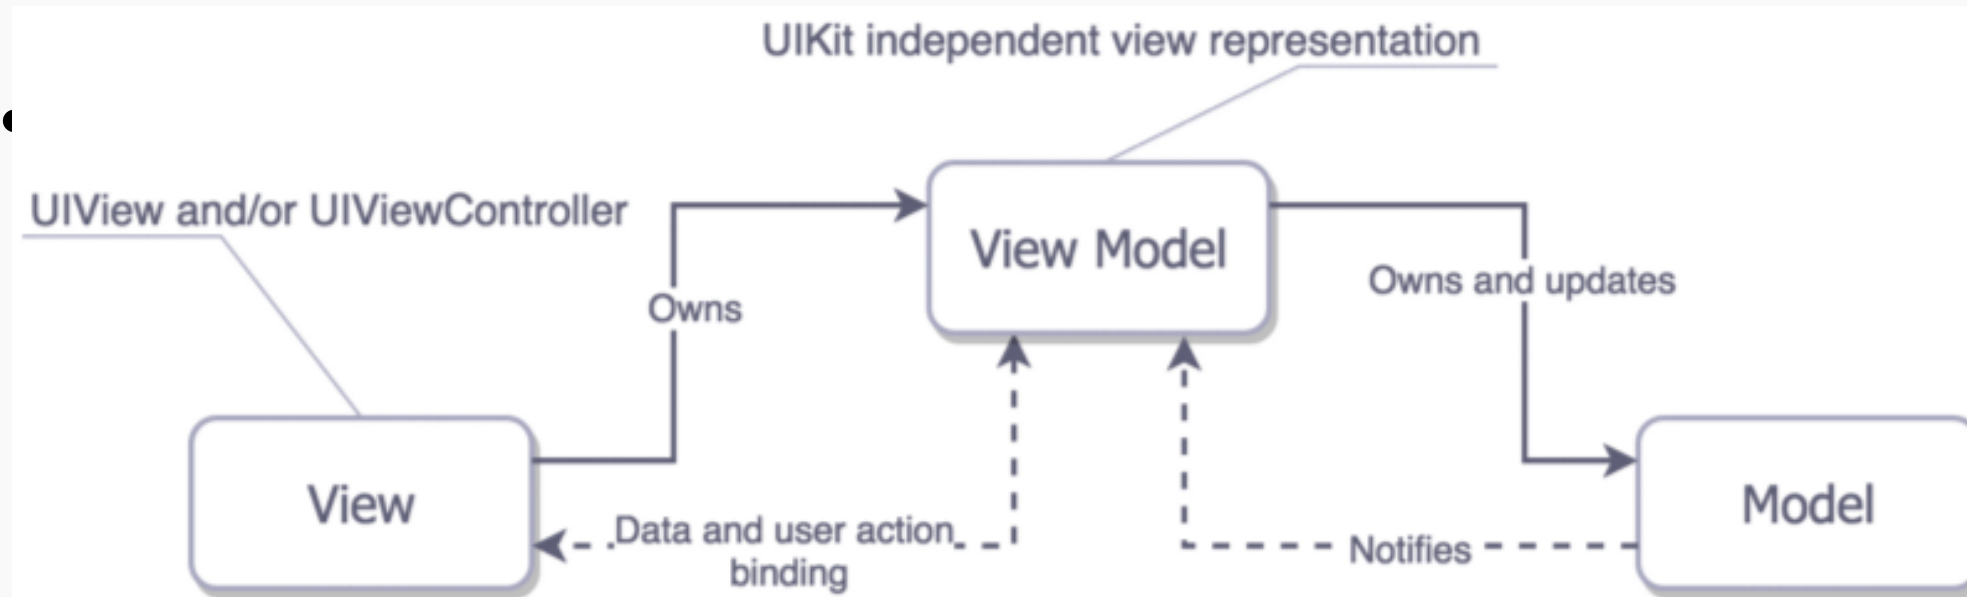 UIKit independent view representation
UIView and/or UIViewController
View Model
Owns and updates
Owns
View
Data and user action
binding
Notifies
Model